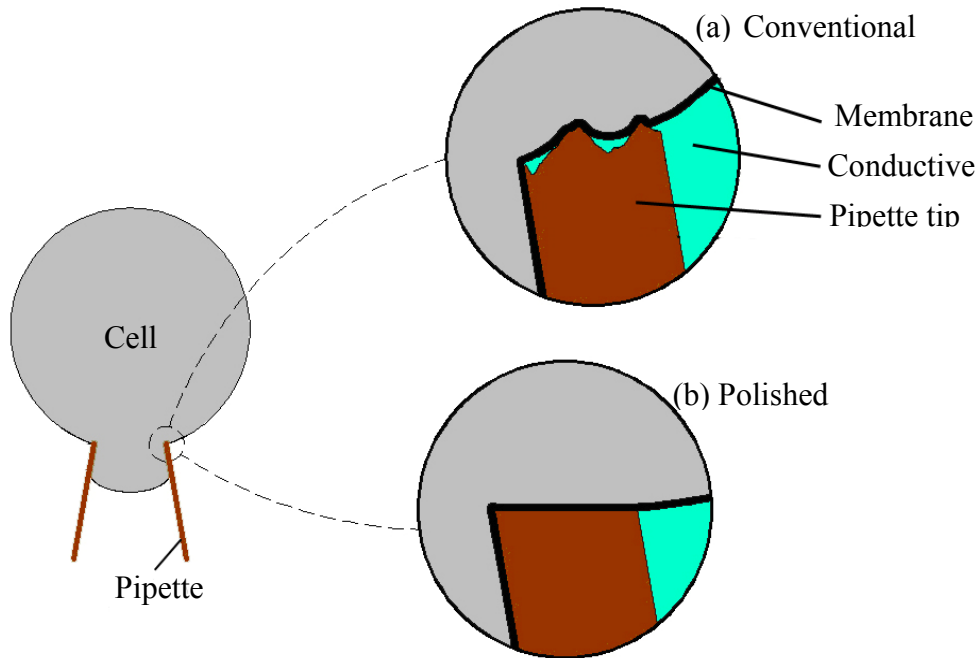 (a) Conventional
Membrane
Conductive
Pipette tip
Cell
(b) Polished
Pipette